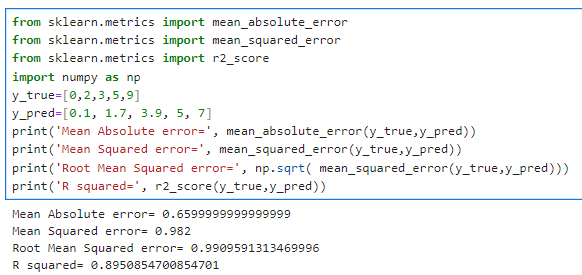 from sklearn.metrics import mean_absolute_error
from sklearn.metrics import mean_squared_error
from sklearn.metrics import r2_score
import numpy as np
y_true=[0,2,3,5,9]
y_pred=[0.1, 1.7, 3.9, 5, 7]
print('Mean Absolute error=', mean_absolute_error(y_true,y_pred))
print('Mean Squared error=', mean_squared_error(y_true,y_pred))
print('Root Mean Squared error=', np.sqrt( mean_squared_error(y_true,y_pred)))
print('R squared=', r2_score(y_true,y_pred))
Mean Absolute error= 0.6599999999999999
Mean Squared error= 0.982
Root Mean Squared error= 0.9909591313469996
R squared= 0.8950854700854701